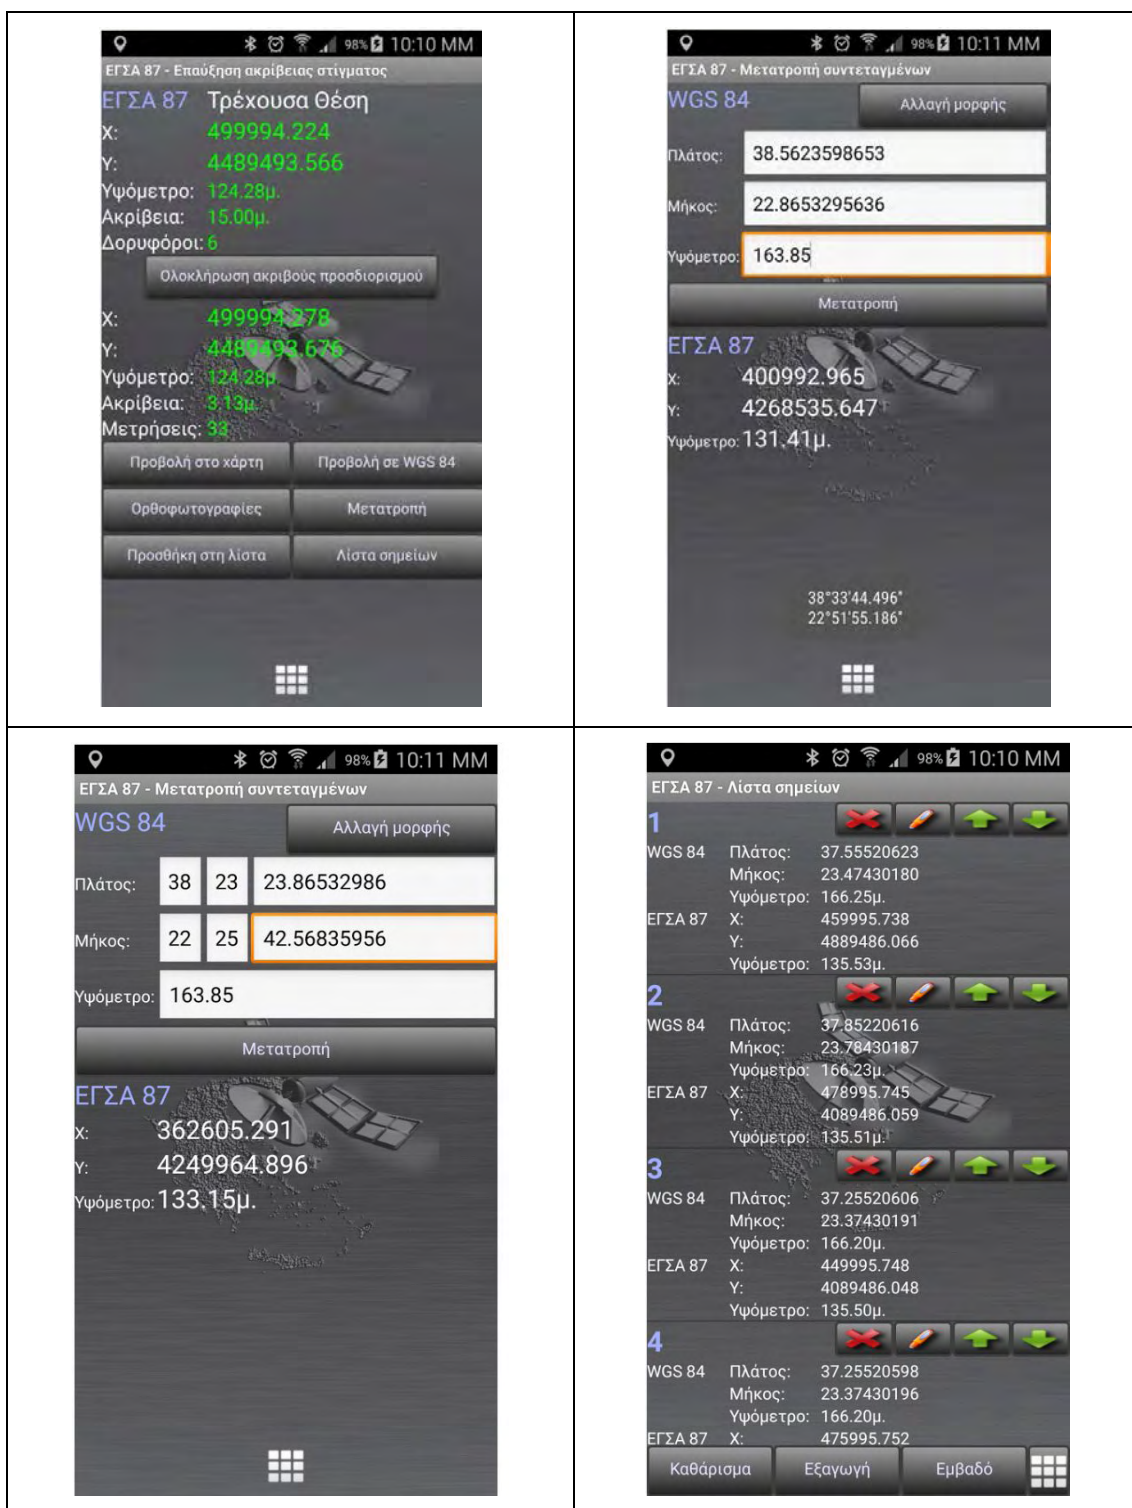 98% 10:10 ΜΜ
ΕΓΣΑ 87 - Επαύξηση ακρίβειας στίγματος
ΕΓΣΑ 87 Τρέχουσα Θέση
X: 499994.224
Y: 4489493.566
Υψόμετρο: 124.28μ.
Ακρίβεια: 15.00μ.
Δορυφόροι: 6
Ολοκλήρωση ακριβούς προσδιορισμού
X: 499994.278
Y: 4489493.676
Υψόμετρο: 124.28μ.
Ακρίβεια: 3.13μ.
Μετρήσεις: 33
Προβολή στο χάρτη Προβολή σε WGS 84
Ορθοφωτογραφίες Μετατροπή
Προσθήκη στη λίστα Λίστα σημείων
98% 10:11 ΜΜ
ΕΓΣΑ 87 - Μετατροπή συντεταγμένων
WGS 84 Αλλαγή μορφής
Πλάτος: 38.5623598653
Μήκος: 22.8653295636
Υψόμετρο: 163.85
Μετατροπή
ΕΓΣΑ 87
X: 400992.965
Y: 4268535.647
Υψόμετρο: 131.41μ.
38°33'44.496"
22°51'55.186"
98% 10:11 ΜΜ
ΕΓΣΑ 87 - Μετατροπή συντεταγμένων
WGS 84 Αλλαγή μορφής
Πλάτος: 38 23 23.86532986
Μήκος: 22 25 42.56835956
Υψόμετρο: 163.85
Μετατροπή
ΕΓΣΑ 87
X: 362605.291
Y: 4249964.896
Υψόμετρο: 133.15μ.
98% 10:10 ΜΜ
ΕΓΣΑ 87 - Λίστα σημείων
1
WGS 84 Πλάτος: 37.55520623
Μήκος: 23.47430180
Υψόμετρο: 166.25μ.
ΕΓΣΑ 87 X: 459995.738
Y: 4889486.066
Υψόμετρο: 135.53μ.
2
WGS 84 Πλάτος: 37.85220616
Μήκος: 23.78430187
Υψόμετρο: 166.23μ.
ΕΓΣΑ 87 X: 478995.745
Y: 4089486.059
Υψόμετρο: 135.51μ.
3
WGS 84 Πλάτος: 37.25520606
Μήκος: 23.37430191
Υψόμετρο: 166.20μ.
ΕΓΣΑ 87 X: 449995.748
Y: 4089486.048
Υψόμετρο: 135.50μ.
4
WGS 84 Πλάτος: 37.25520598
Μήκος: 23.37430196
Υψόμετρο: 166.20μ.
ΕΓΣΑ 87 X: 475995.752
Καθάρισμα Εξαγωγή Εμβαδό